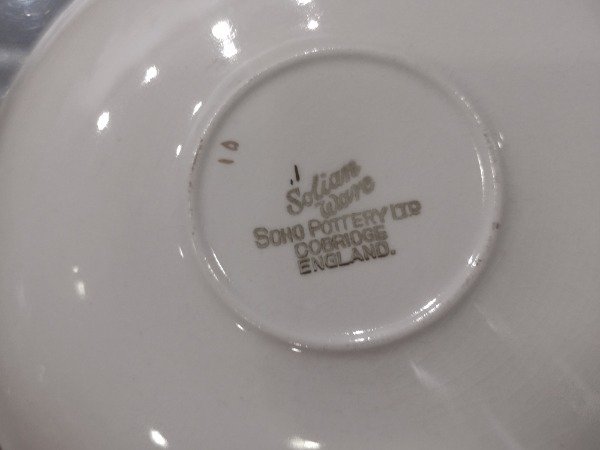 Solian
Ware
SOHO POTTERY LTD
COBRIDGE
ENGLAND.